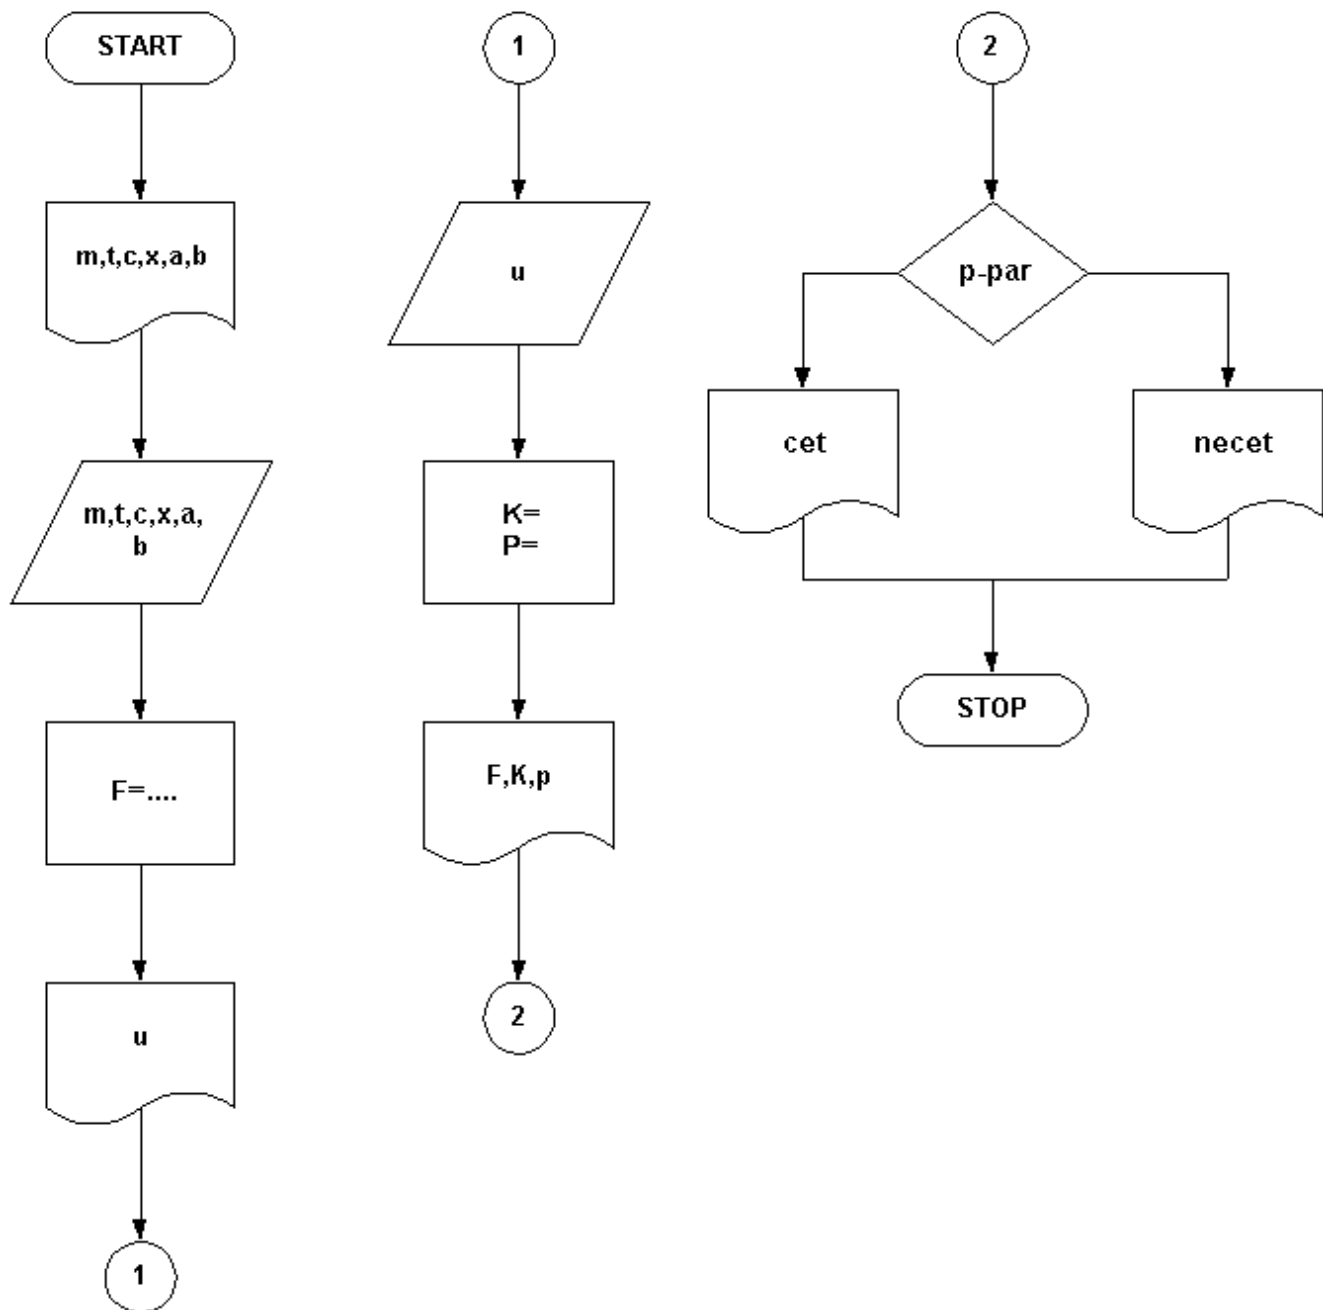 START
m,t,c,x,a,b
m,t,c,x,a,
b
F=....
u
1
1
u
K=
P=
F,K,p
2
2
p-par
cet
necet
STOP